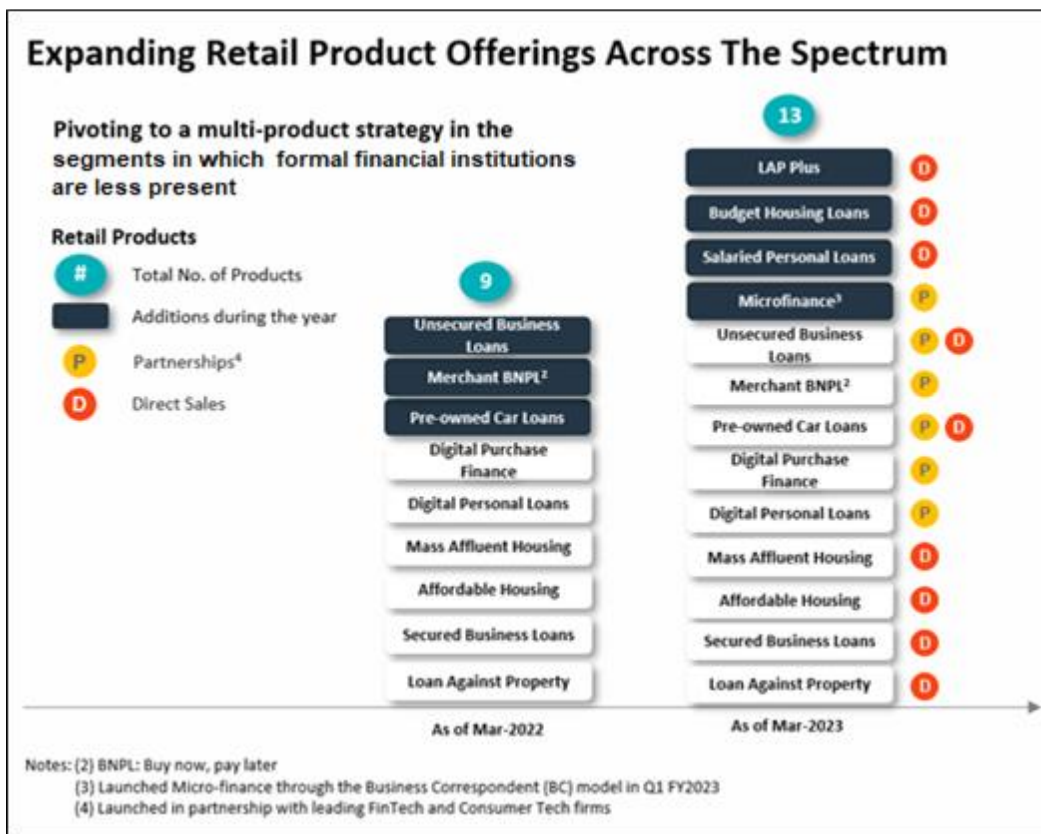 Expanding Retail Product Offerings Across The Spectrum
Pivoting to a multi-product strategy in the
segments in which formal financial institutions
are less present
Retail Products
# Total No. of Products
Additions during the year
P Partnerships⁴
D Direct Sales
9
Unsecured Business
Loans
Merchant BNPL²
Pre-owned Car Loans
Digital Purchase
Finance
Digital Personal Loans
Mass Affluent Housing
Affordable Housing
Secured Business Loans
Loan Against Property
As of Mar-2022
13
LAP Plus D
Budget Housing Loans D
Salaried Personal Loans D
Microfinance³ P
Unsecured Business
Loans P D
Merchant BNPL² P
Pre-owned Car Loans P D
Digital Purchase
Finance P
Digital Personal Loans P
Mass Affluent Housing D
Affordable Housing D
Secured Business Loans D
Loan Against Property D
As of Mar-2023
Notes: (2) BNPL: Buy now, pay later
(3) Launched Micro-finance through the Business Correspondent (BC) model in Q1 FY2023
(4) Launched in partnership with leading FinTech and Consumer Tech firms